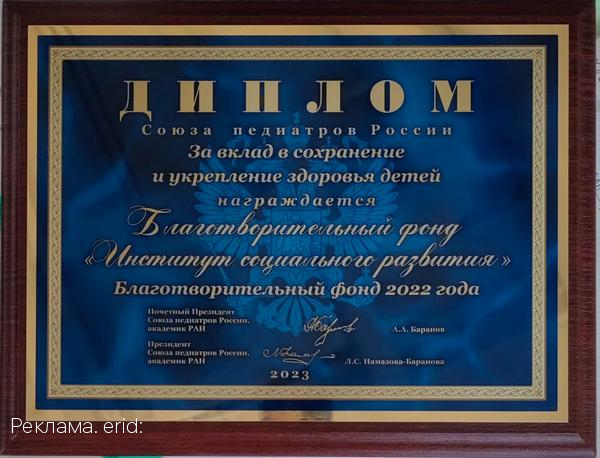 ДИПЛОМ
Союза педиатров России
За вклад в сохранение
и укрепление здоровья детей
награждается
Благотворительный фонд
«Институт социального развития»
Благотворительный фонд 2022 года
Почетный Президент
Союза педиатров России,
академик РАН
А.А. Баранов
Президент
Союза педиатров России,
академик РАН
Л.С. Намазова-Баранова
2023
Реклама. erid: